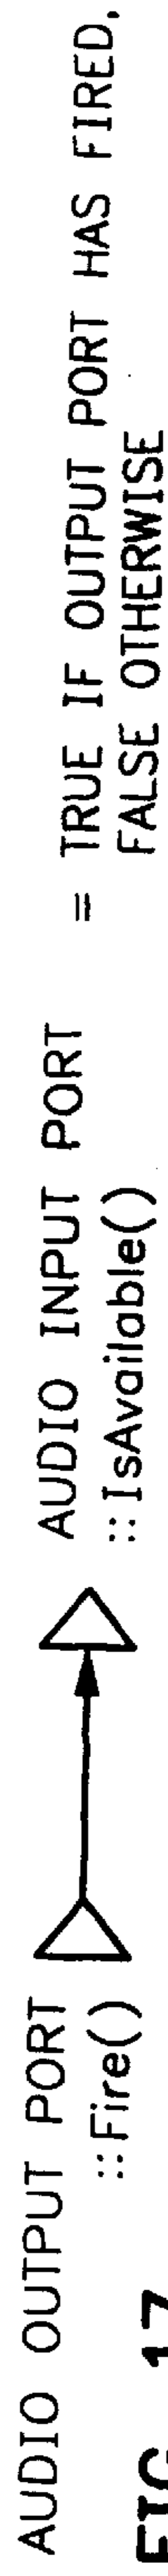 AUDIO OUTPUT PORT
::Fire()
AUDIO INPUT PORT
::IsAvailable()
= TRUE IF OUTPUT PORT HAS FIRED,
FALSE OTHERWISE
FIG. 17